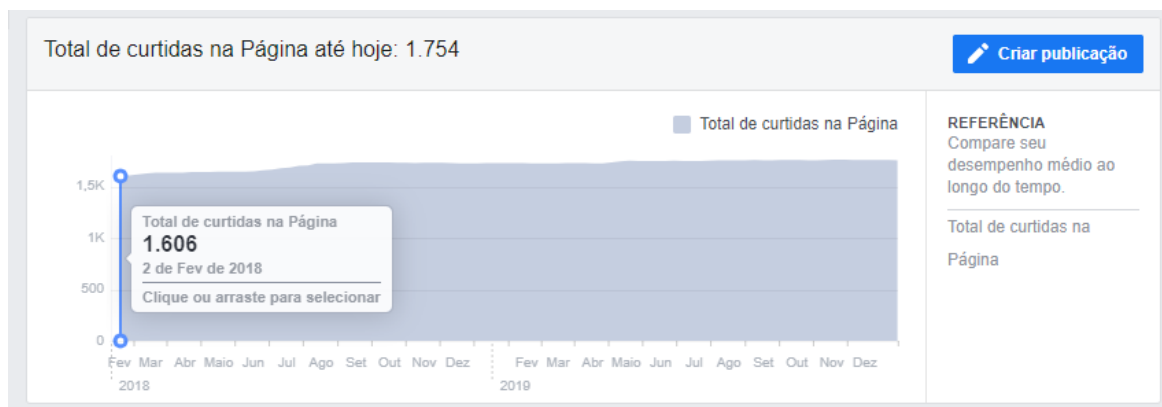 Total de curtidas na Página até hoje: 1.754
Criar publicação
Total de curtidas na Página
1,5K
1K
500
0
Total de curtidas na Página
1.606
2 de Fev de 2018
Clique ou arraste para selecionar
Fev Mar Abr Maio Jun Jul Ago Set Out Nov Dez Fev Mar Abr Maio Jun Jul Ago Set Out Nov Dez
2018 2019
REFERÊNCIA
Compare seu
desempenho médio ao
longo do tempo.
Total de curtidas na
Página